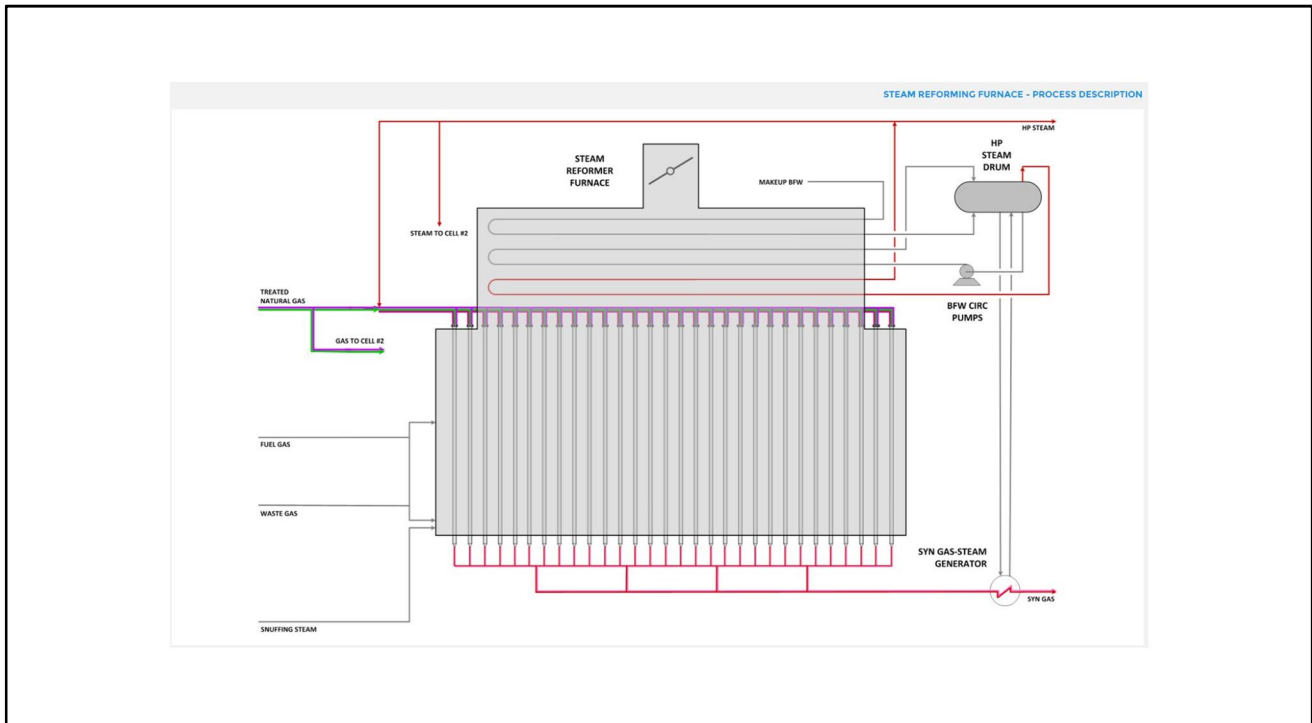 STEAM REFORMING FURNACE - PROCESS DESCRIPTION
HP STEAM
STEAM
REFORMER
FURNACE
HP
STEAM
DRUM
MAKEUP BFW
STEAM TO CELL #2
TREATED
NATURAL GAS
BFW CIRC
PUMPS
GAS TO CELL #2
FUEL GAS
WASTE GAS
SYN GAS-STEAM
GENERATOR
SYN GAS
SNUFFING STEAM